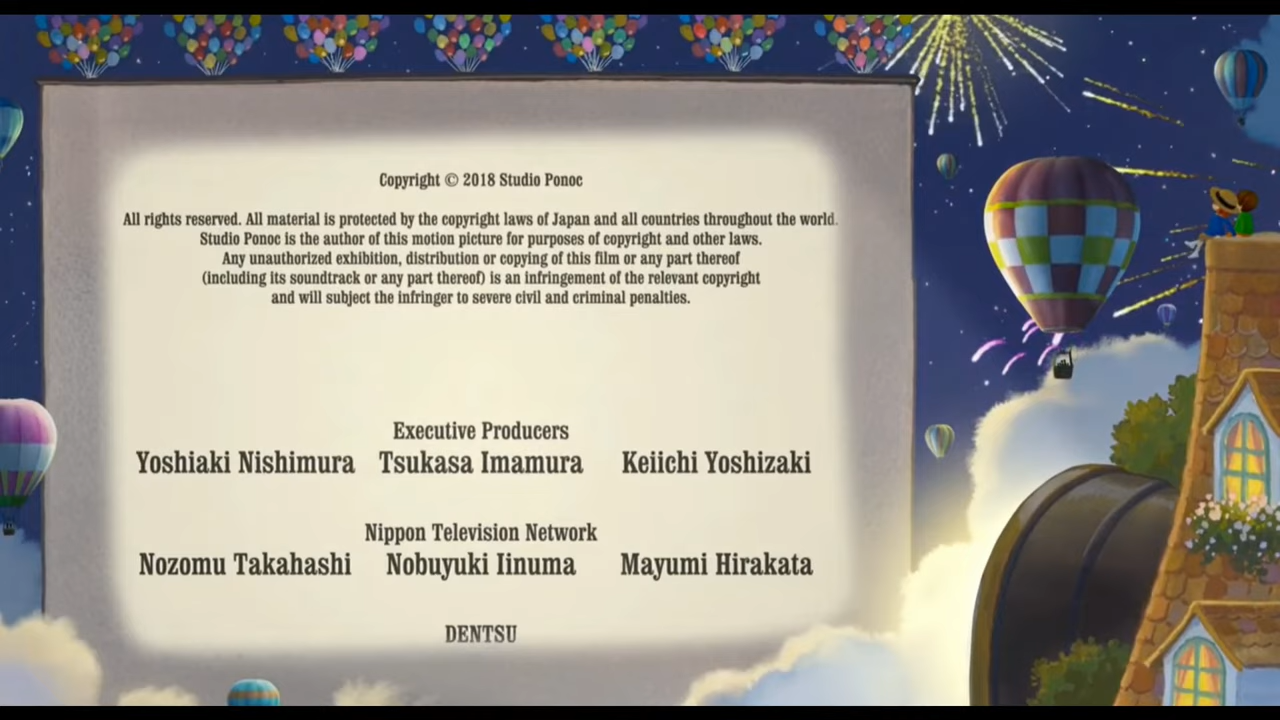 Copyright © 2018 Studio Ponoc
All rights reserved. All material is protected by the copyright laws of Japan and all countries throughout the world.
Studio Ponoc is the author of this motion picture for purposes of copyright and other laws.
Any unauthorized exhibition, distribution or copying of this film or any part thereof
(including its soundtrack or any part thereof) is an infringement of the relevant copyright
and will subject the infringer to severe civil and criminal penalties.
Executive Producers
Yoshiaki Nishimura Tsukasa Imamura Keiichi Yoshizaki
Nippon Television Network
Nozomu Takahashi Nobuyuki Iinuma Mayumi Hirakata
DENTSU